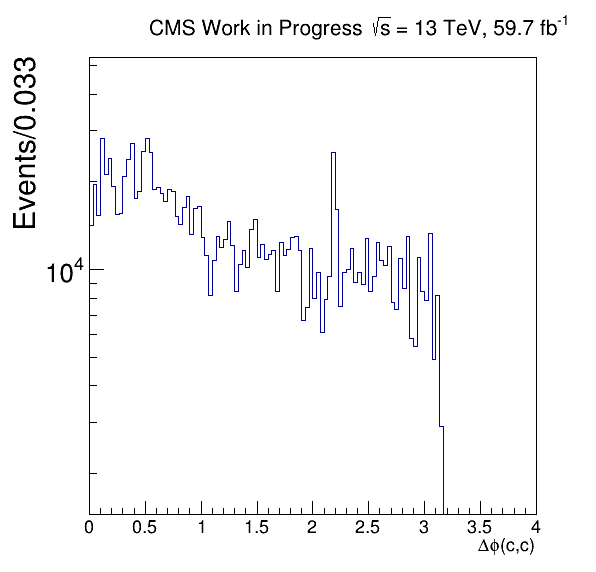 CMS Work in Progress √s = 13 TeV, 59.7 fb⁻¹
Events/0.033
10⁴
0 0.5 1 1.5 2 2.5 3 3.5 4
Δϕ(c,c)